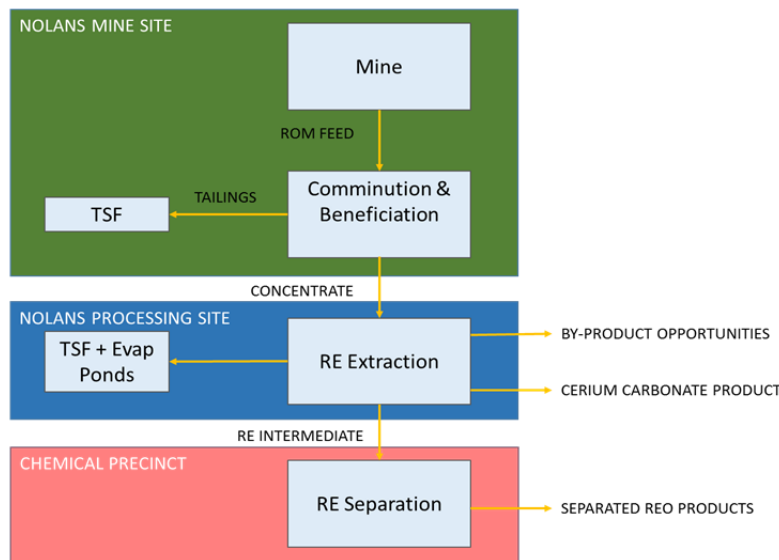 NOLANS MINE SITE
Mine
ROM FEED
Comminution &
Beneficiation
TAILINGS
TSF
CONCENTRATE
NOLANS PROCESSING SITE
TSF + Evap
Ponds
RE Extraction
BY-PRODUCT OPPORTUNITIES
CERIUM CARBONATE PRODUCT
RE INTERMEDIATE
CHEMICAL PRECINCT
RE Separation
SEPARATED REO PRODUCTS